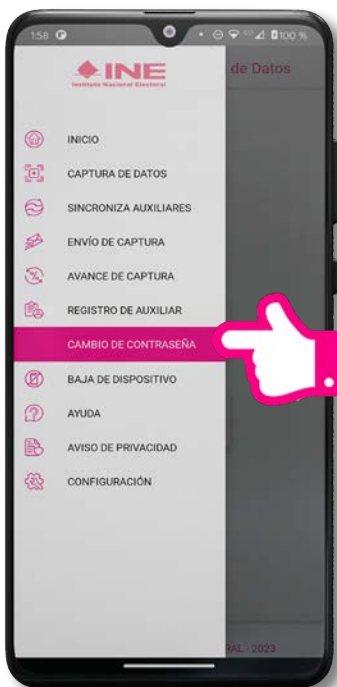 1:58
100 %
INE
Instituto Nacional Electoral
de Datos
INICIO
CAPTURA DE DATOS
SINCRONIZA AUXILIARES
ENVÍO DE CAPTURA
AVANCE DE CAPTURA
REGISTRO DE AUXILIAR
CAMBIO DE CONTRASEÑA
BAJA DE DISPOSITIVO
AYUDA
AVISO DE PRIVACIDAD
CONFIGURACIÓN
RAL - 2023